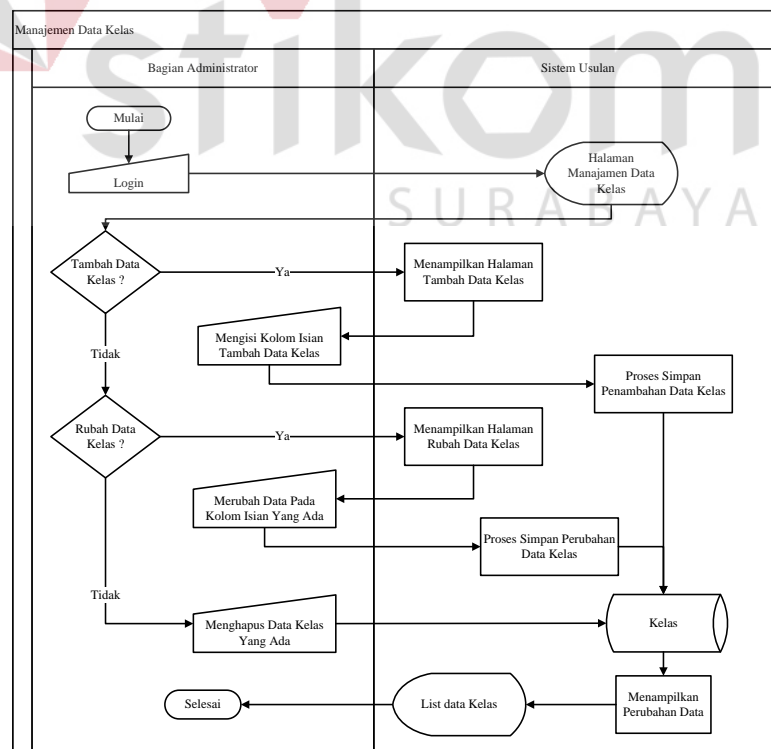 Manajemen Data Kelas
Bagian Administrator
Sistem Usulan
stikom
SURABAYA
Mulai
Login
Halaman
Manajamen Data
Kelas
Tambah Data
Kelas ?
Ya
Menampilkan Halaman
Tambah Data Kelas
Mengisi Kolom Isian
Tambah Data Kelas
Tidak
Proses Simpan
Penambahan Data Kelas
Rubah Data
Kelas ?
Ya
Menampilkan Halaman
Rubah Data Kelas
Merubah Data Pada
Kolom Isian Yang Ada
Proses Simpan Perubahan
Data Kelas
Tidak
Menghapus Data Kelas
Yang Ada
Kelas
Menampilkan
Perubahan Data
List data Kelas
Selesai